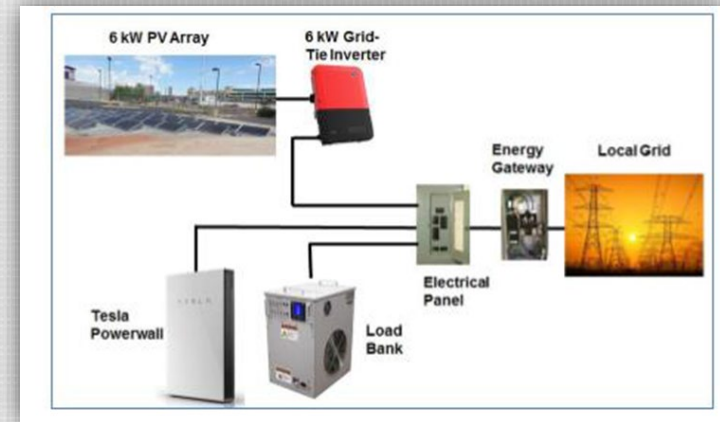 6 kW PV Array
6 kW Grid-
Tie Inverter
Energy
Gateway
Local Grid
Electrical
Panel
Tesla
Powerwall
TESLA
Load
Bank